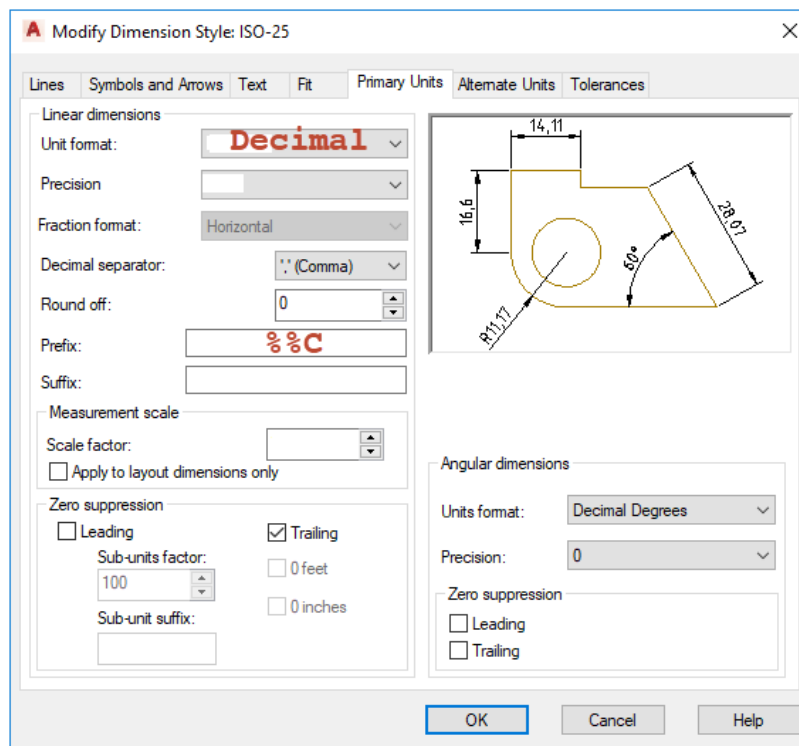 Modify Dimension Style: ISO-25
Lines Symbols and Arrows Text Fit Primary Units Alternate Units Tolerances
Linear dimensions
Unit format: Decimal
Precision
Fraction format: Horizontal
Decimal separator: ',' (Comma)
Round off: 0
Prefix: %%C
Suffix:
Measurement scale
Scale factor:
Apply to layout dimensions only
Zero suppression
Leading
Trailing
Sub-units factor:
100
0 feet
0 inches
Sub-unit suffix:
14,11
16,6
28,07
60°
R11,17
Angular dimensions
Units format: Decimal Degrees
Precision: 0
Zero suppression
Leading
Trailing
OK Cancel Help